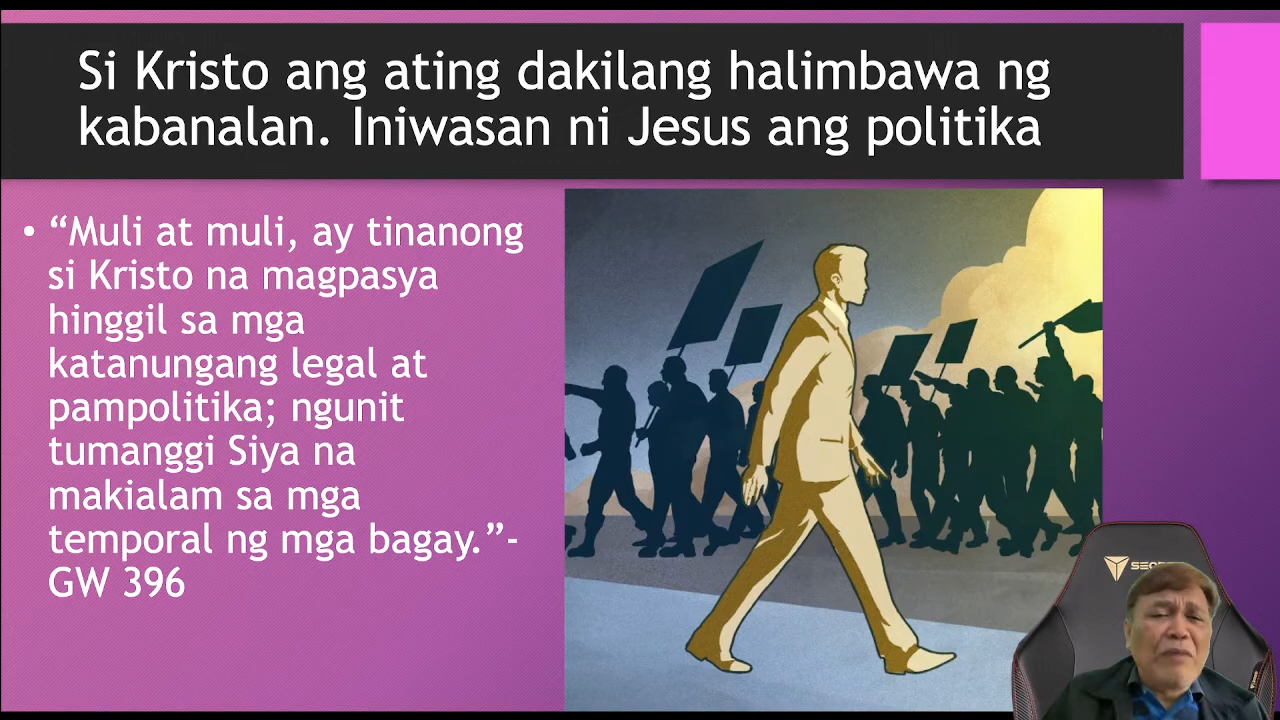 Si Kristo ang ating dakilang halimbawa ng
kabanalan. Iniwasan ni Jesus ang politika
• “Muli at muli, ay tinanong
si Kristo na magpasya
hinggil sa mga
katanungang legal at
pampolitika; ngunit
tumanggi Siya na
makialam sa mga
temporal ng mga bagay.”-
GW 396